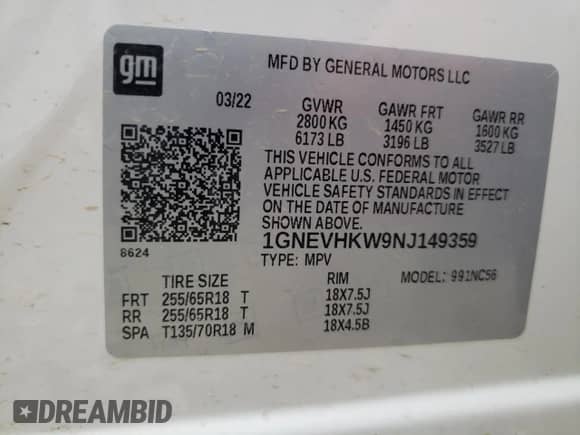 gm
MFD BY GENERAL MOTORS LLC
03/22
GVWR GAWR FRT GAWR RR
2800 KG 1450 KG 1600 KG
6173 LB 3196 LB 3527 LB
THIS VEHICLE CONFORMS TO ALL
APPLICABLE U.S. FEDERAL MOTOR
VEHICLE SAFETY STANDARDS IN EFFECT
ON THE DATE OF MANUFACTURE
SHOWN ABOVE.
8624
1GNEVHKW9NJ149359
TYPE: MPV MODEL: 991NC56
TIRE SIZE RIM
FRT 255/65R18 T 18X7.5J
RR 255/65R18 T 18X7.5J
SPA T135/70R18 M 18X4.5B
DREAMBID